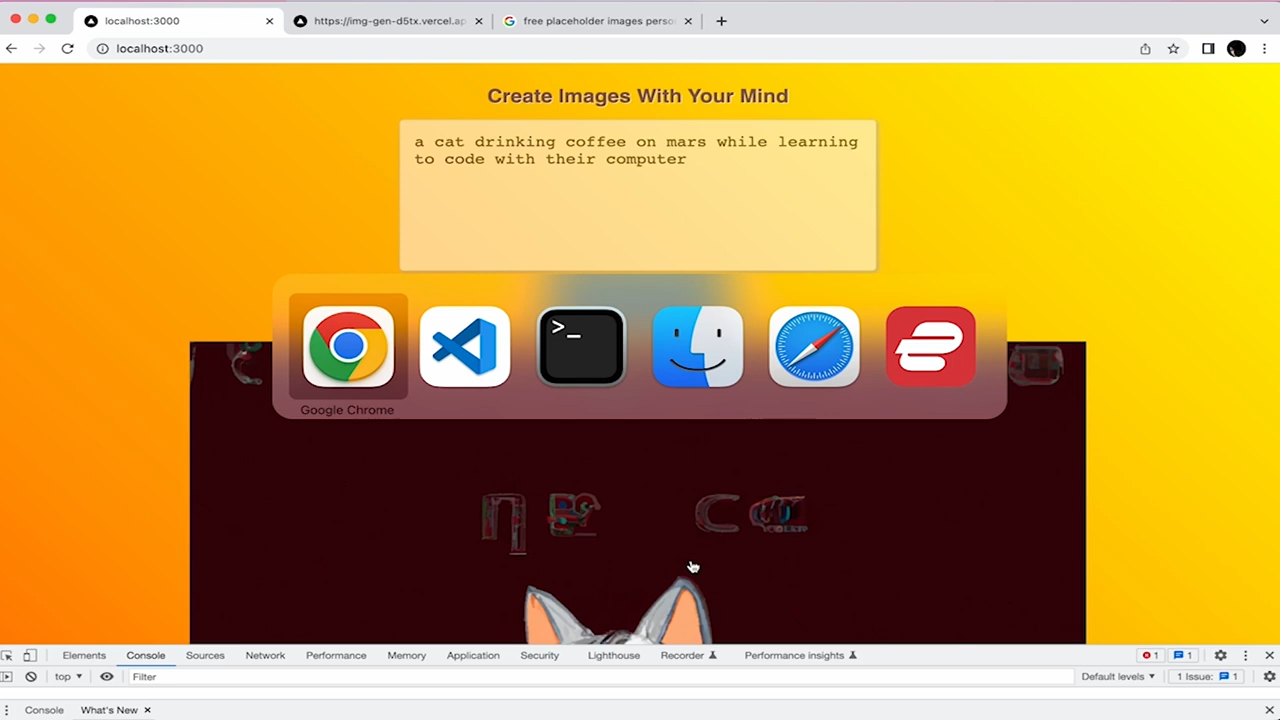 localhost:3000
https://img-gen-d5tx.vercel.ap
free placeholder images perso
localhost:3000
Create Images With Your Mind
a cat drinking coffee on mars while learning
to code with their computer
>_
Google Chrome
Elements
Console
Sources
Network
Performance
Memory
Application
Security
Lighthouse
Recorder
Performance insights
1
1
top
Filter
Default levels
1 Issue:
1
Console
What's New